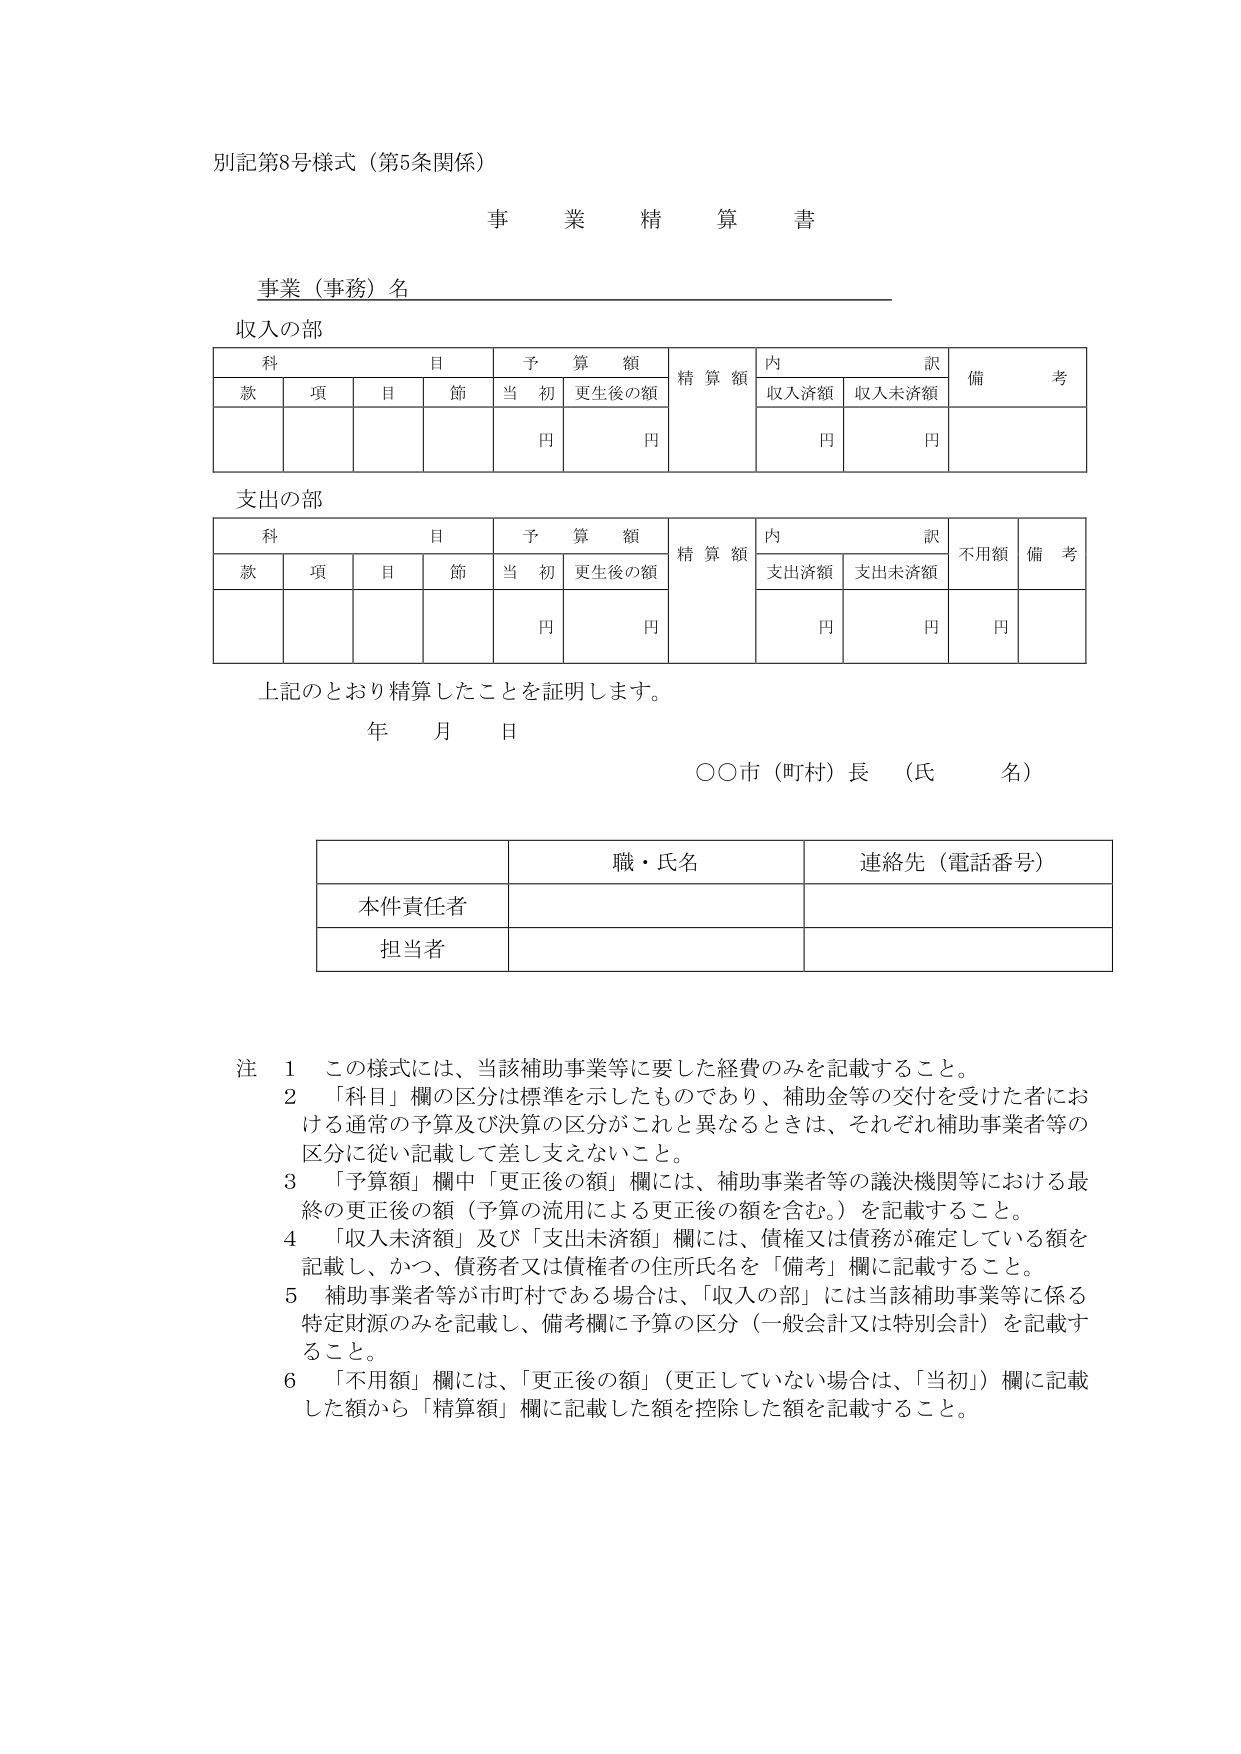 別記第8号様式（第5条関係）
事　業　精　算　書
事業（事務）名
収入の部
科　目　予　算　額　精 算 額　内　訳　備　考
款　項　目　節　当　初　更生後の額　収入済額　収入未済額
円　円　円　円
支出の部
科　目　予　算　額　精 算 額　内　訳　不用額　備　考
款　項　目　節　当　初　更生後の額　支出済額　支出未済額
円　円　円　円　円
上記のとおり精算したことを証明します。
年　月　日
○○市（町村）長　（氏　名）
職・氏名　連絡先（電話番号）
本件責任者
担当者
注　１　この様式には、当該補助事業等に要した経費のみを記載すること。
２　「科目」欄の区分は標準を示したものであり、補助金等の交付を受けた者にお
ける通常の予算及び決算の区分がこれと異なるときは、それぞれ補助事業者等の
区分に従い記載して差し支えないこと。
３　「予算額」欄中「更正後の額」欄には、補助事業者等の議決機関等における最
終の更正後の額（予算の流用による更正後の額を含む。）を記載すること。
４　「収入未済額」及び「支出未済額」欄には、債権又は債務が確定している額を
記載し、かつ、債務者又は債権者の住所氏名を「備考」欄に記載すること。
５　補助事業者等が市町村である場合は、「収入の部」には当該補助事業等に係る
特定財源のみを記載し、備考欄に予算の区分（一般会計又は特別会計）を記載す
ること。
６　「不用額」欄には、「更正後の額」（更正していない場合は、「当初」）欄に記載
した額から「精算額」欄に記載した額を控除した額を記載すること。